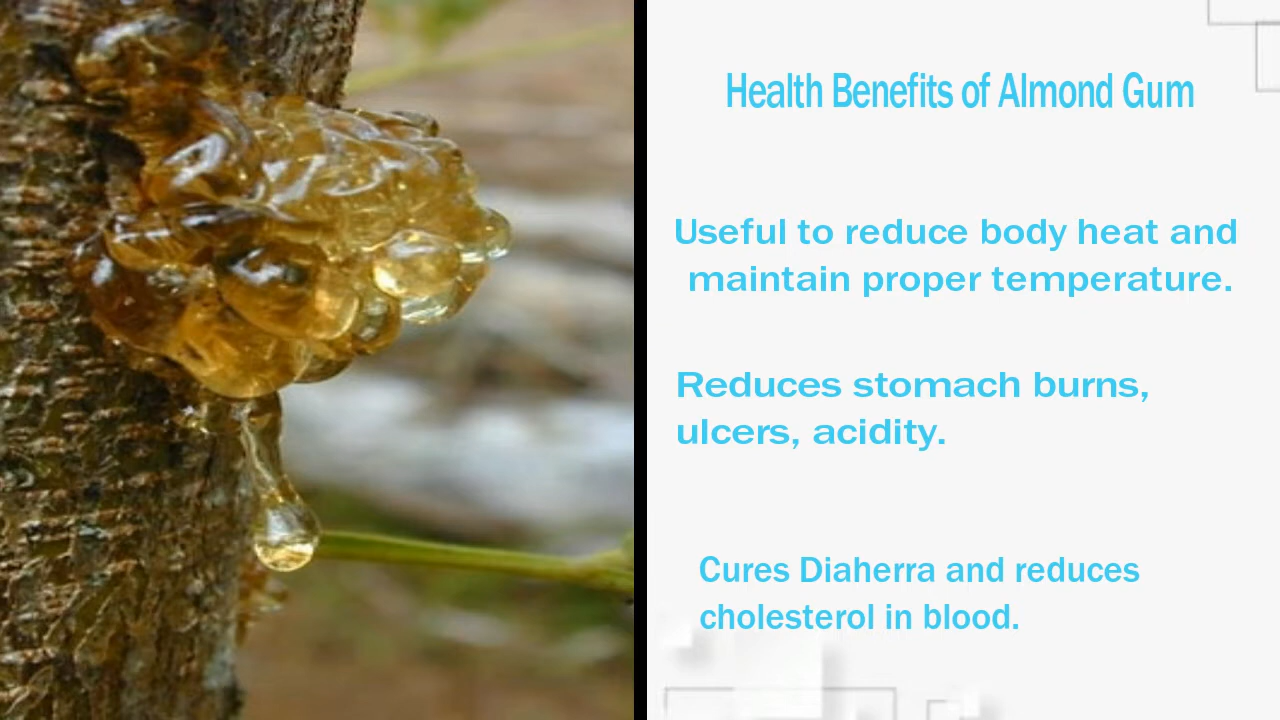 Health Benefits of Almond Gum
Useful to reduce body heat and
maintain proper temperature.
Reduces stomach burns,
ulcers, acidity.
Cures Diaherra and reduces
cholesterol in blood.